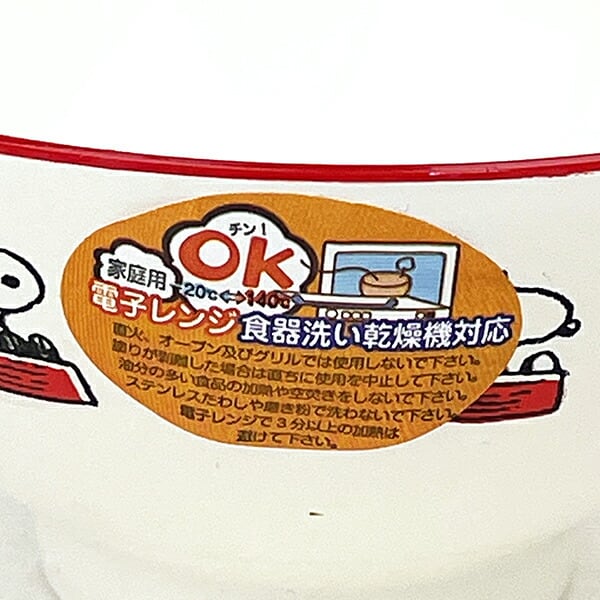 チン!
OK
家庭用
-20℃⇔140℃
電子レンジ
食器洗い乾燥機対応
直火、オーブン及びグリルでは使用しないで下さい。
塗りが剥離した場合は直ちに使用を中止して下さい。
油分の多い食品の加熱や空焚きをしないで下さい。
ステンレスたわしや磨き粉で洗わないで下さい。
電子レンジで3分以上の加熱は
避けて下さい。